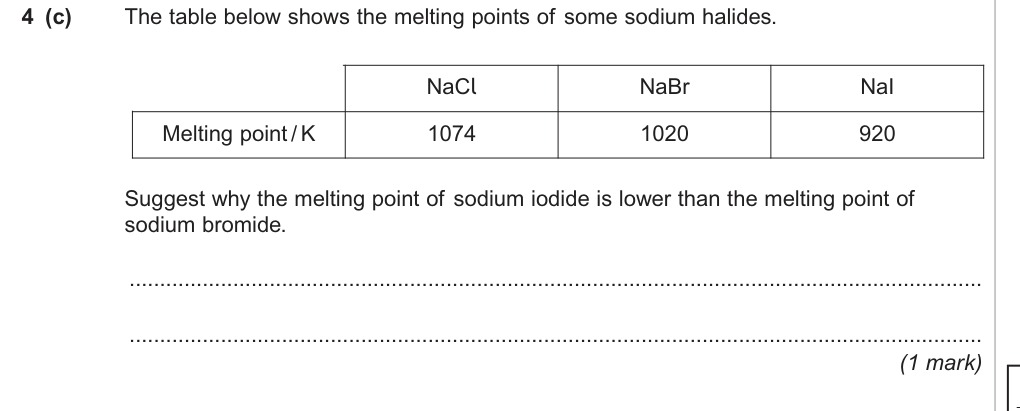 4 (c) The table below shows the melting points of some sodium halides.
NaCl NaBr NaI
Melting point / K 1074 1020 920
Suggest why the melting point of sodium iodide is lower than the melting point of
sodium bromide.
(1 mark)